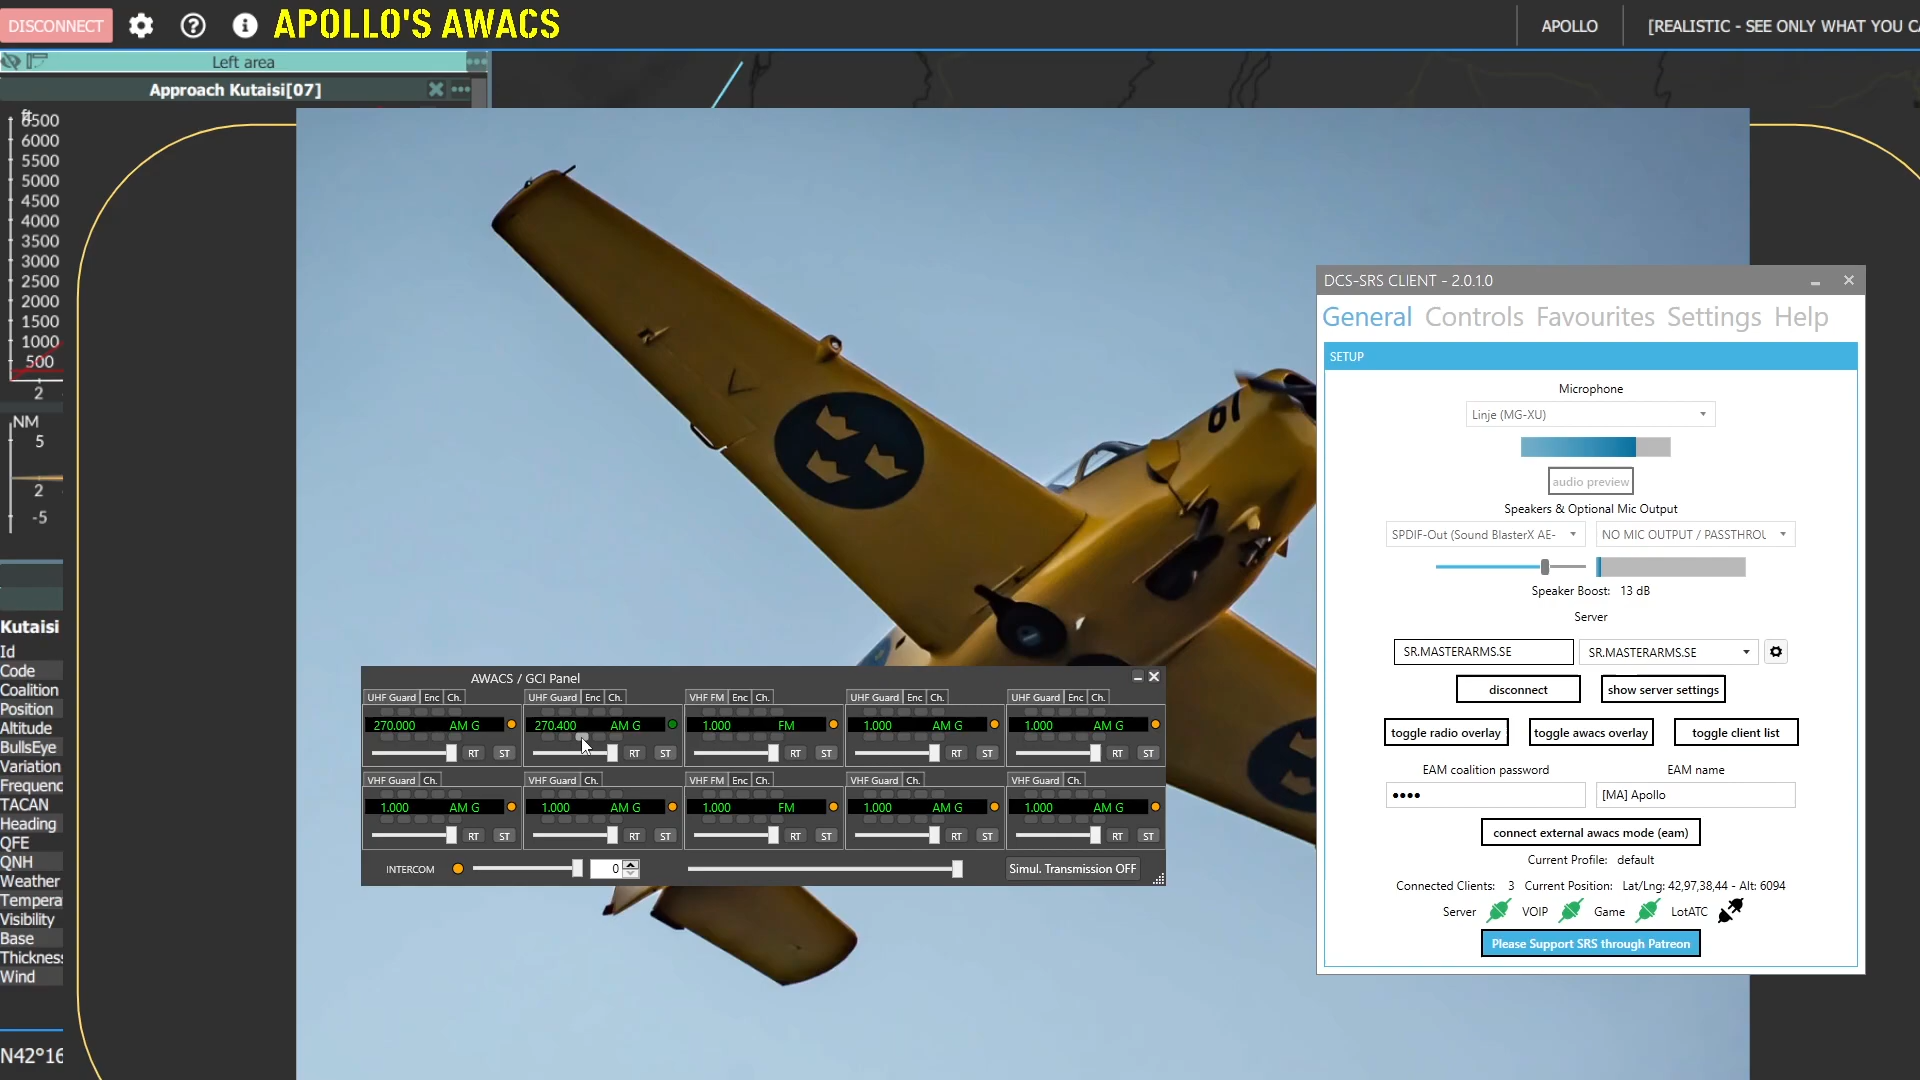 DISCONNECT
APOLLO'S AWACS
APOLLO
[REALISTIC - SEE ONLY WHAT YOU CA
Left area
Approach Kutaisi[07]
ft
6500
6000
5500
5000
4500
4000
3500
3000
2500
2000
1500
1000
500
2
NM
5
2
-5
Kutaisi
Id
Code
Coalition
Position
Altitude
BullsEye
Variation
Frequenc
TACAN
Heading
QFE
QNH
Weather
Tempera
Visibility
Base
Thickness
Wind
N42°16
01
AWACS / GCI Panel
UHF Guard Enc Ch. UHF Guard Enc Ch. VHF FM Enc Ch. UHF Guard Enc Ch. UHF Guard Enc Ch.
270.000 AM G 270.400 AM G 1.000 FM 1.000 AM G 1.000 AM G
RT ST RT ST RT ST RT ST RT ST
VHF Guard Ch. VHF Guard Ch. VHF FM Enc Ch. VHF Guard Ch. VHF Guard Ch.
1.000 AM G 1.000 AM G 1.000 FM 1.000 AM G 1.000 AM G
RT ST RT ST RT ST RT ST RT ST
INTERCOM 0 Simul. Transmission OFF
DCS-SRS CLIENT - 2.0.1.0
General Controls Favourites Settings Help
SETUP
Microphone
Linje (MG-XU)
audio preview
Speakers & Optional Mic Output
SPDIF-Out (Sound BlasterX AE- NO MIC OUTPUT / PASSTHROU
Speaker Boost: 13 dB
Server
SR.MASTERARMS.SE SR.MASTERARMS.SE
disconnect show server settings
toggle radio overlay toggle awacs overlay toggle client list
EAM coalition password EAM name
•••• [MA] Apollo
connect external awacs mode (eam)
Current Profile: default
Connected Clients: 3 Current Position: Lat/Lng: 42,97,38,44 - Alt: 6094
Server VOIP Game LotATC
Please Support SRS through Patreon